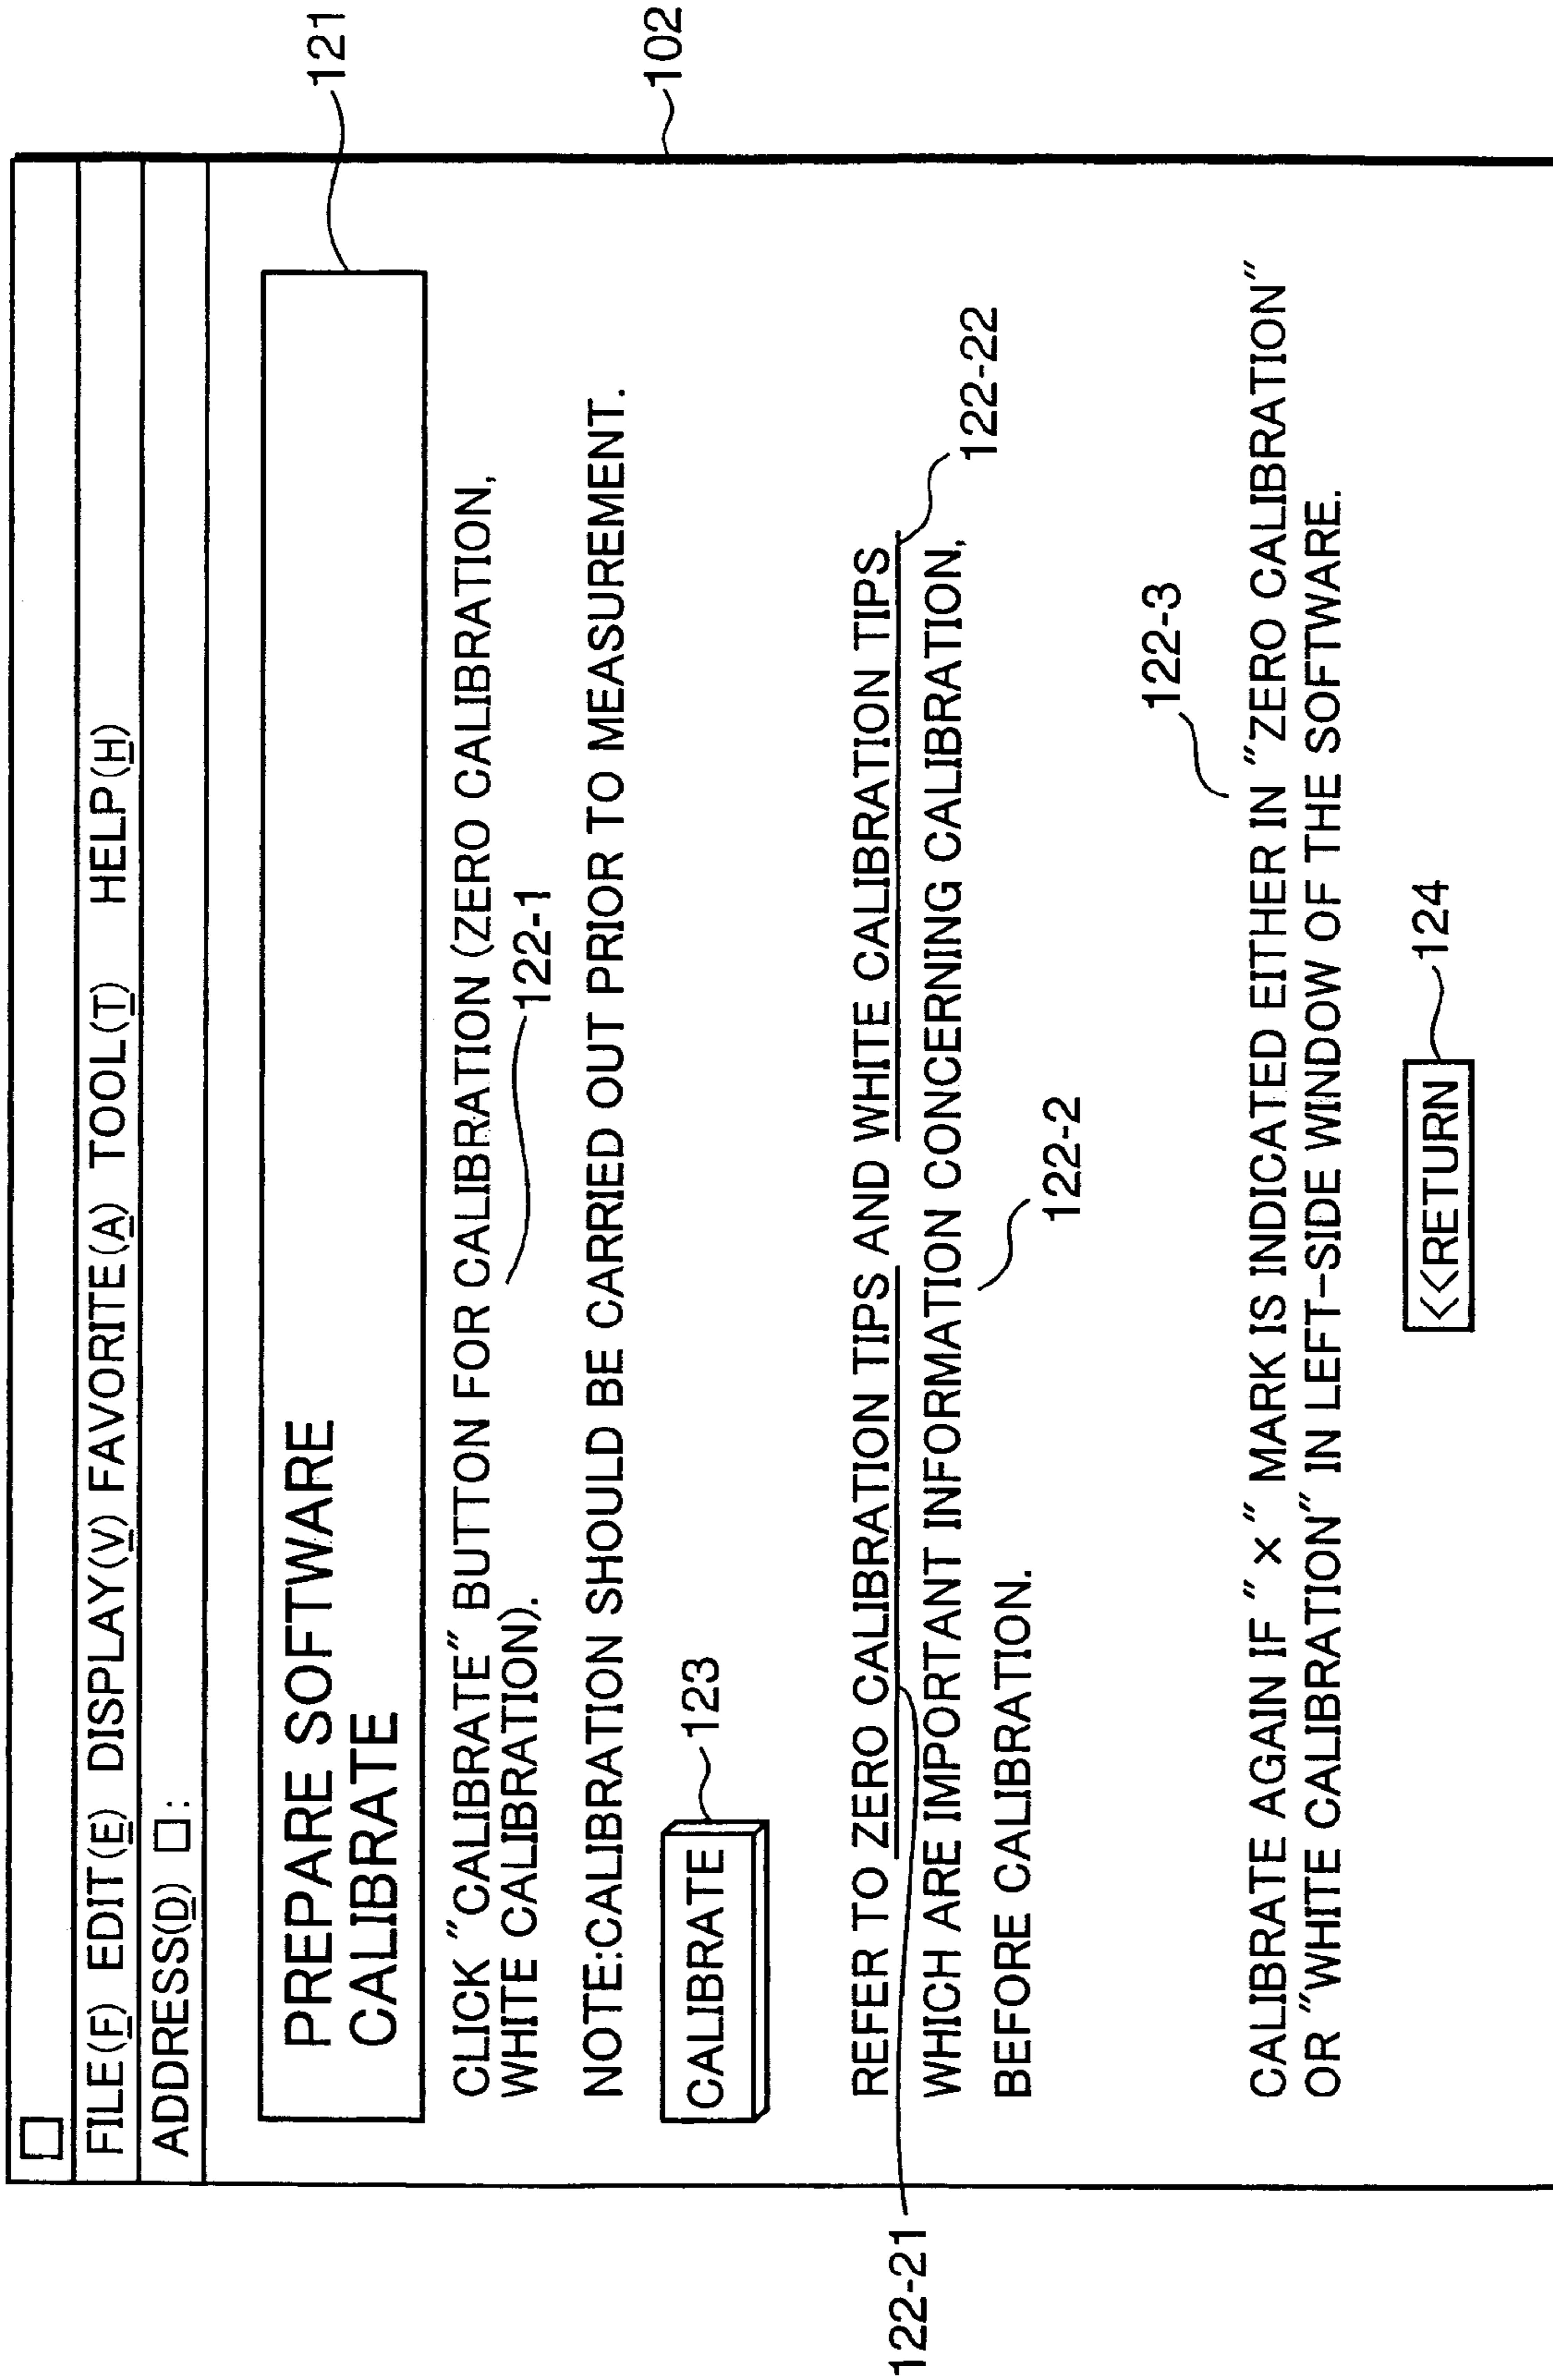 FILE(F) EDIT(E) DISPLAY(V) FAVORITE(A) TOOL(T) HELP(H)
ADDRESS(D) □:
PREPARE SOFTWARE
CALIBRATE
121
CLICK "CALIBRATE" BUTTON FOR CALIBRATION (ZERO CALIBRATION,
WHITE CALIBRATION).
122-1
NOTE:CALIBRATION SHOULD BE CARRIED OUT PRIOR TO MEASUREMENT.
102
CALIBRATE
123
REFER TO ZERO CALIBRATION TIPS AND WHITE CALIBRATION TIPS
122-21
122-22
WHICH ARE IMPORTANT INFORMATION CONCERNING CALIBRATION,
BEFORE CALIBRATION.
122-2
122-3
CALIBRATE AGAIN IF "×" MARK IS INDICATED EITHER IN "ZERO CALIBRATION"
OR "WHITE CALIBRATION" IN LEFT-SIDE WINDOW OF THE SOFTWARE.
<<RETURN
124